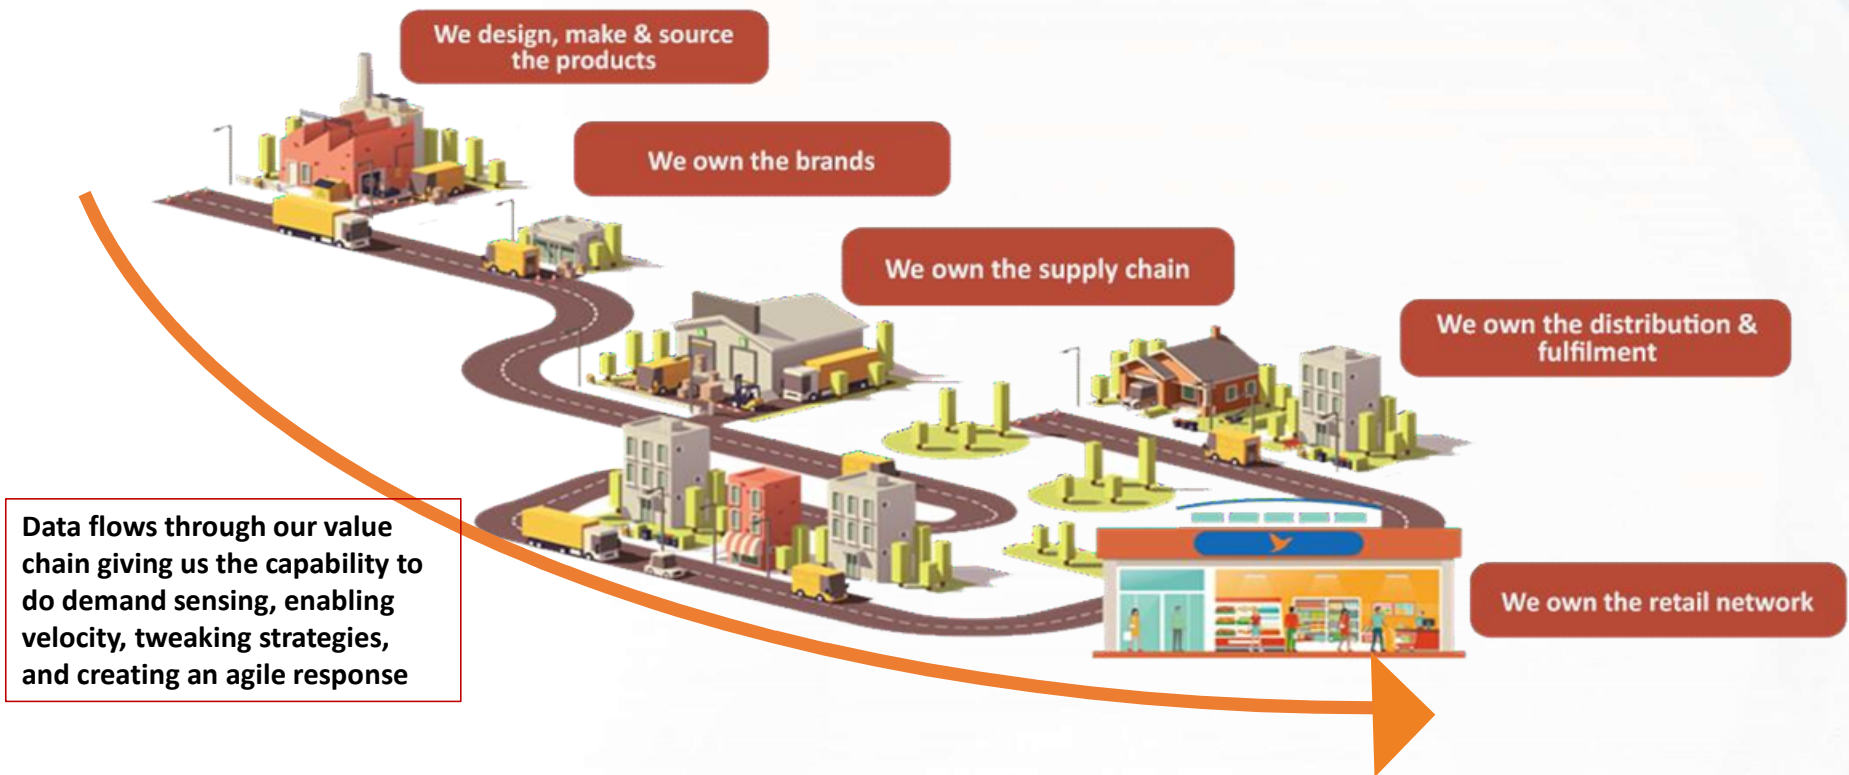 We design, make & source
the products
We own the brands
We own the supply chain
We own the distribution &
fulfilment
Data flows through our value
chain giving us the capability to
do demand sensing, enabling
velocity, tweaking strategies,
and creating an agile response
We own the retail network